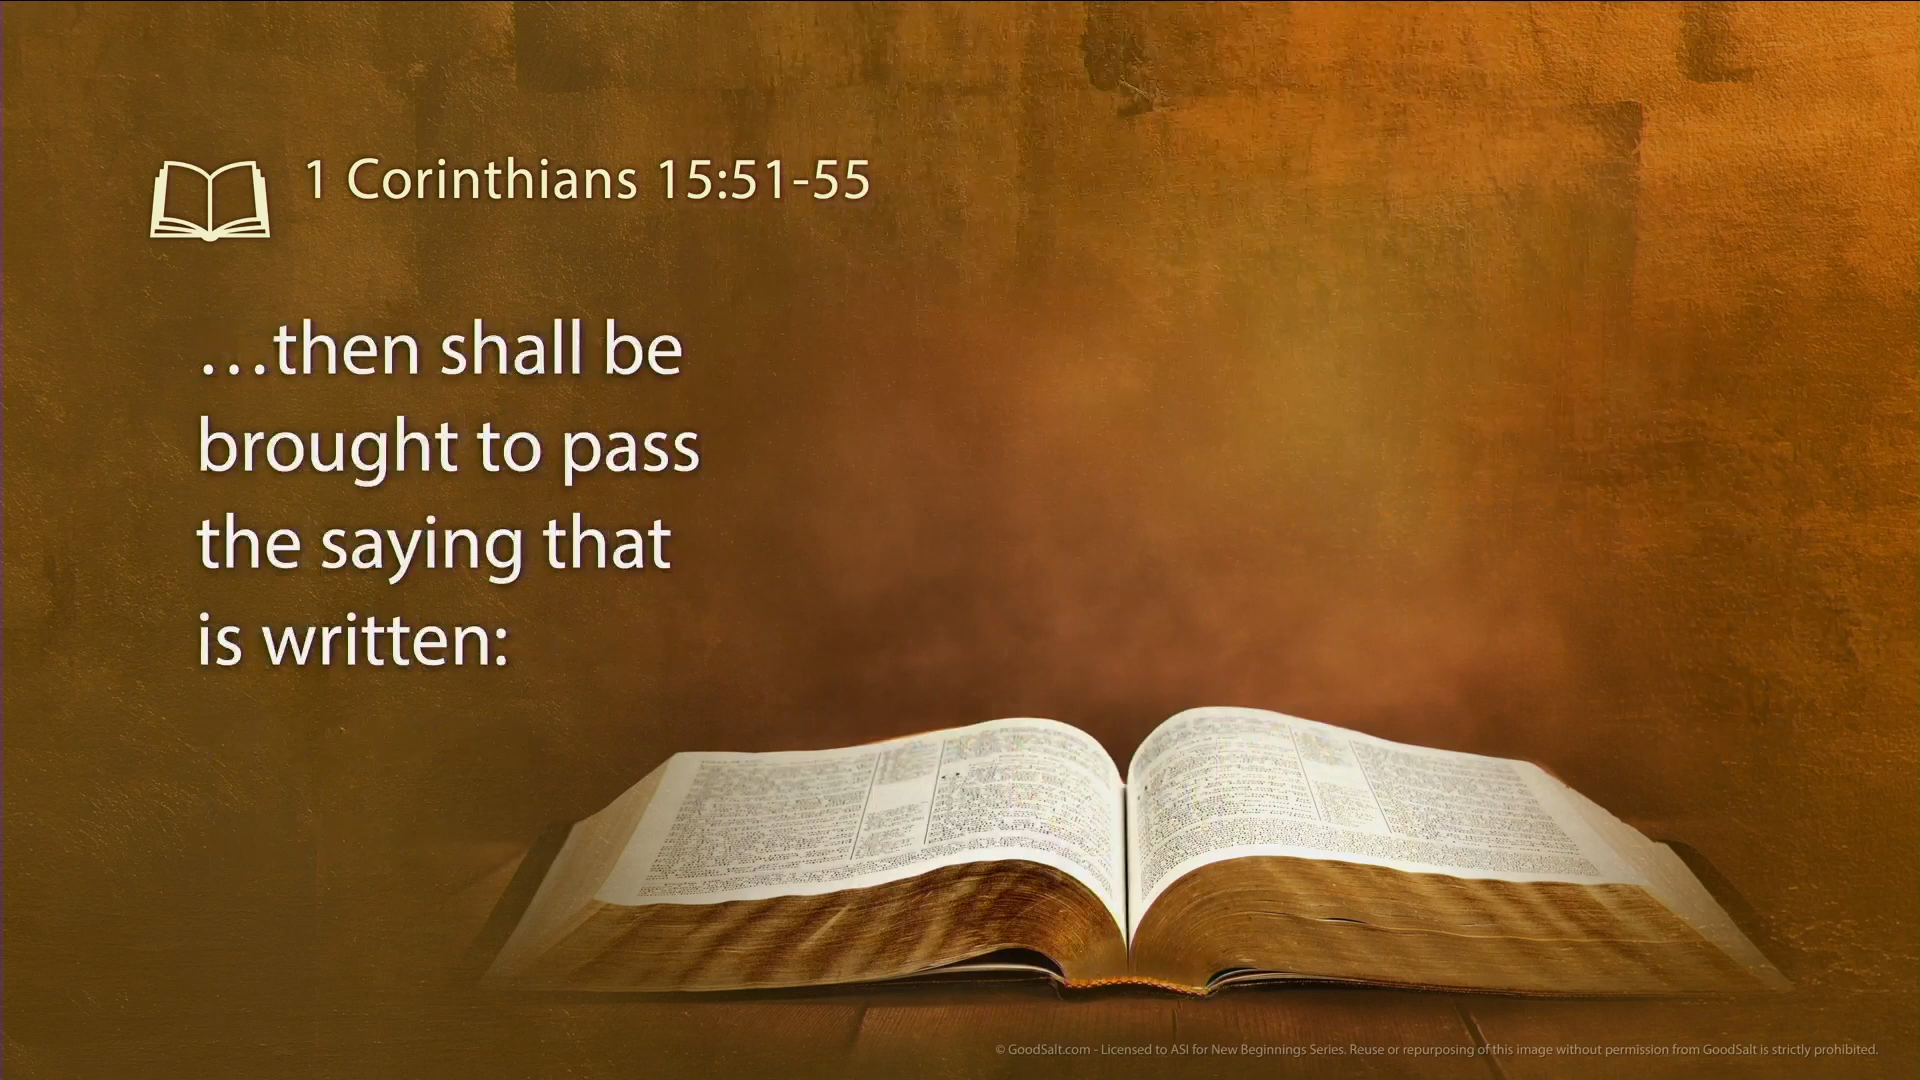 1 Corinthians 15:51-55
…then shall be
brought to pass
the saying that
is written:
© GoodSalt.com - Licensed to ASI for New Beginnings Series. Reuse or repurposing of this image without permission from GoodSalt is strictly prohibited.